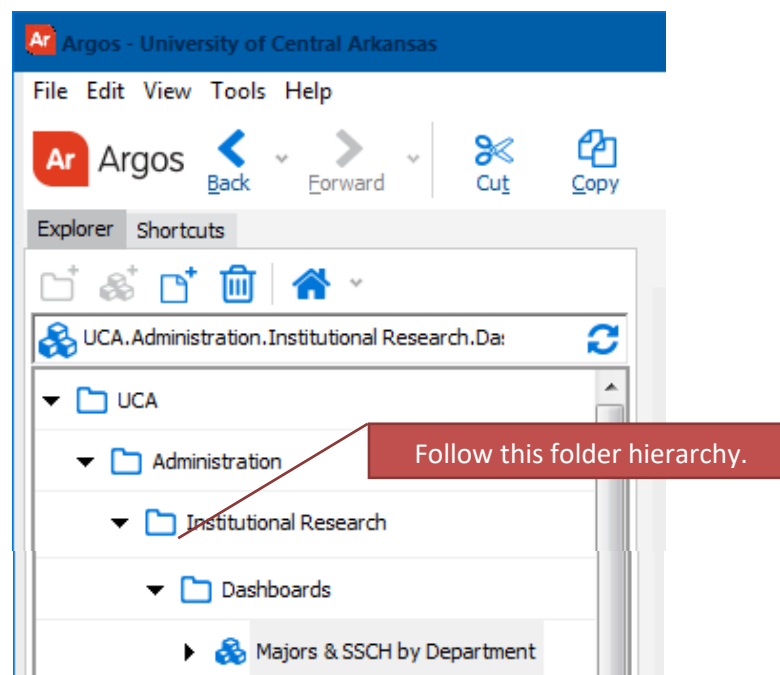 Ar Argos - University of Central Arkansas
File Edit View Tools Help
Ar Argos Back Forward Cut Copy
Explorer Shortcuts
UCA.Administration.Institutional Research.Da
UCA
Administration
Follow this folder hierarchy.
Institutional Research
Dashboards
Majors & SSCH by Department